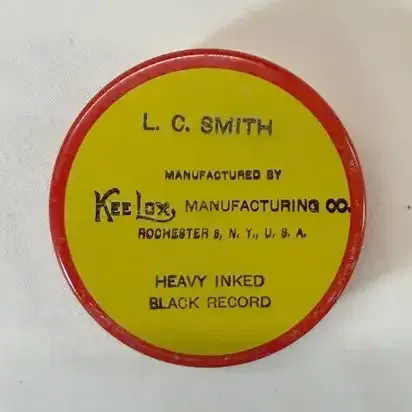 L. C. SMITH
MANUFACTURED BY
KEE LOX, MANUFACTURING CO.
ROCHESTER 8, N. Y., U. S. A.
HEAVY INKED
BLACK RECORD